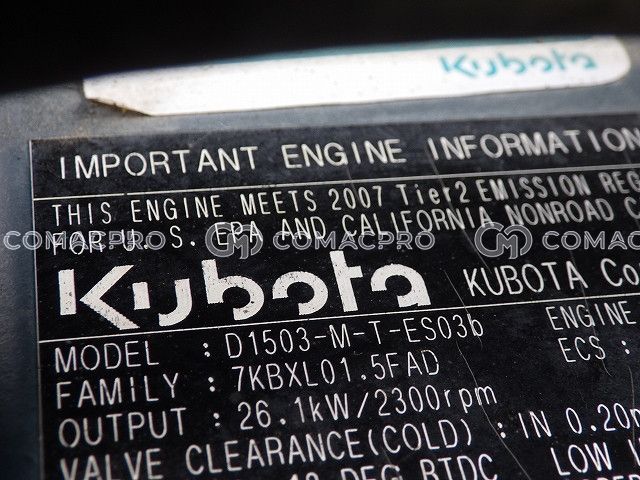 Kubota
IMPORTANT ENGINE INFORMATION
THIS ENGINE MEETS 2007 Tier2 EMISSION REG
FOR U. S. EPA AND CALIFORNIA NONROAD C
COMACPRO COMACPRO COMACPRO
Kubota KUBOTA Co
MODEL : D1503-M-T-ES03b ENGINE
FAMILY : 7KBXL01.5FAD ECS :
OUTPUT : 26.1kW/2300rpm
VALVE CLEARANCE(COLD) : IN 0.20
DEG BTDC LOW